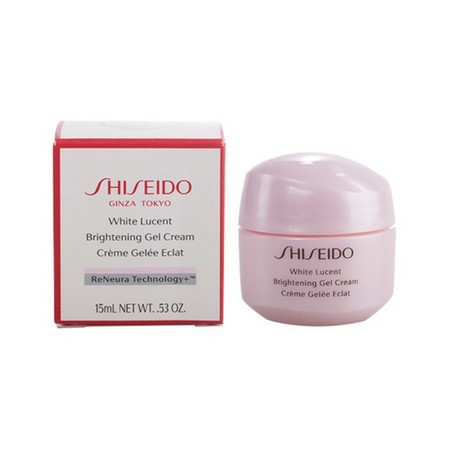 SHISEIDO
GINZA TOKYO
White Lucent
Brightening Gel Cream
Crème Gelée Eclat
ReNeura Technology+™
15mL NET WT. .53 OZ.
SHISEIDO
White Lucent
Brightening Gel Cream
Crème Gelée Eclat